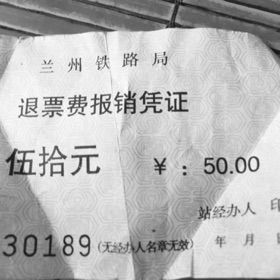 兰州铁路局
退票费报销凭证
伍拾元 ¥：50.00
站经办人 印
30189 (无经办人名章无效) 年 月